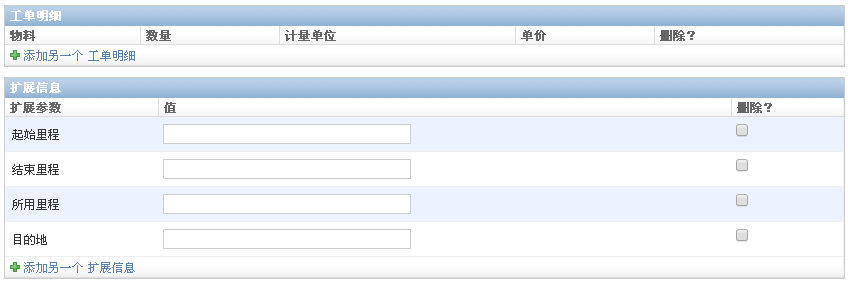 工单明细
物料 数量 计量单位 单价 删除？
添加另一个 工单明细
扩展信息
扩展参数 值 删除？
起始里程
结束里程
所用里程
目的地
添加另一个 扩展信息